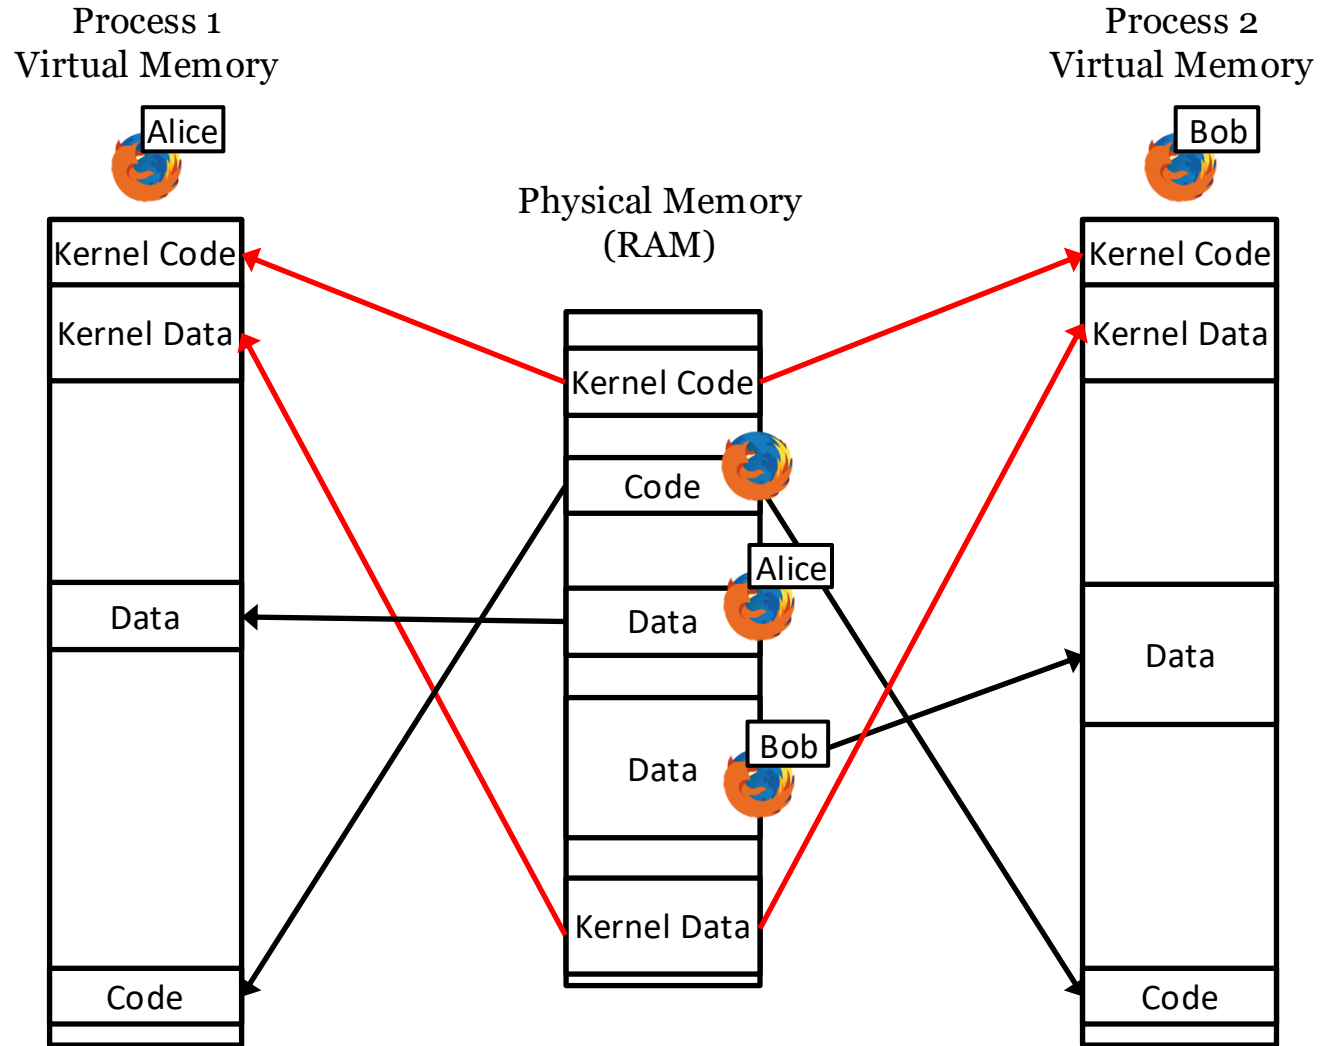 Process 1
Virtual Memory
Alice
Kernel Code
Kernel Data
Data
Code
Physical Memory
(RAM)
Kernel Code
Code
Alice
Data
Bob
Data
Kernel Data
Process 2
Virtual Memory
Bob
Kernel Code
Kernel Data
Data
Code